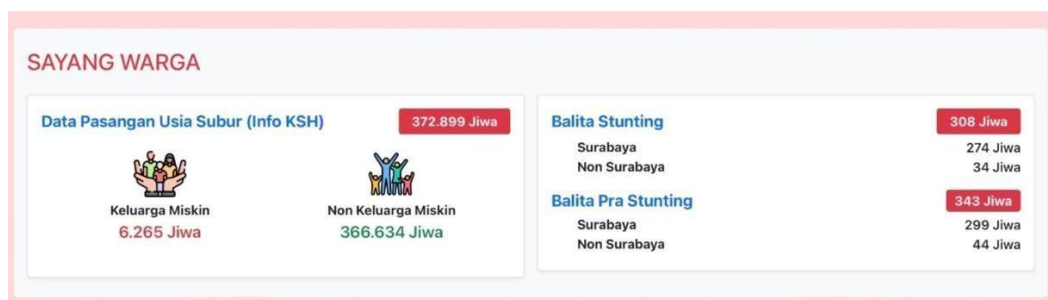 SAYANG WARGA
Data Pasangan Usia Subur (Info KSH) 372.899 Jiwa
Keluarga Miskin
6.265 Jiwa
Non Keluarga Miskin
366.634 Jiwa
Balita Stunting 308 Jiwa
Surabaya 274 Jiwa
Non Surabaya 34 Jiwa
Balita Pra Stunting 343 Jiwa
Surabaya 299 Jiwa
Non Surabaya 44 Jiwa